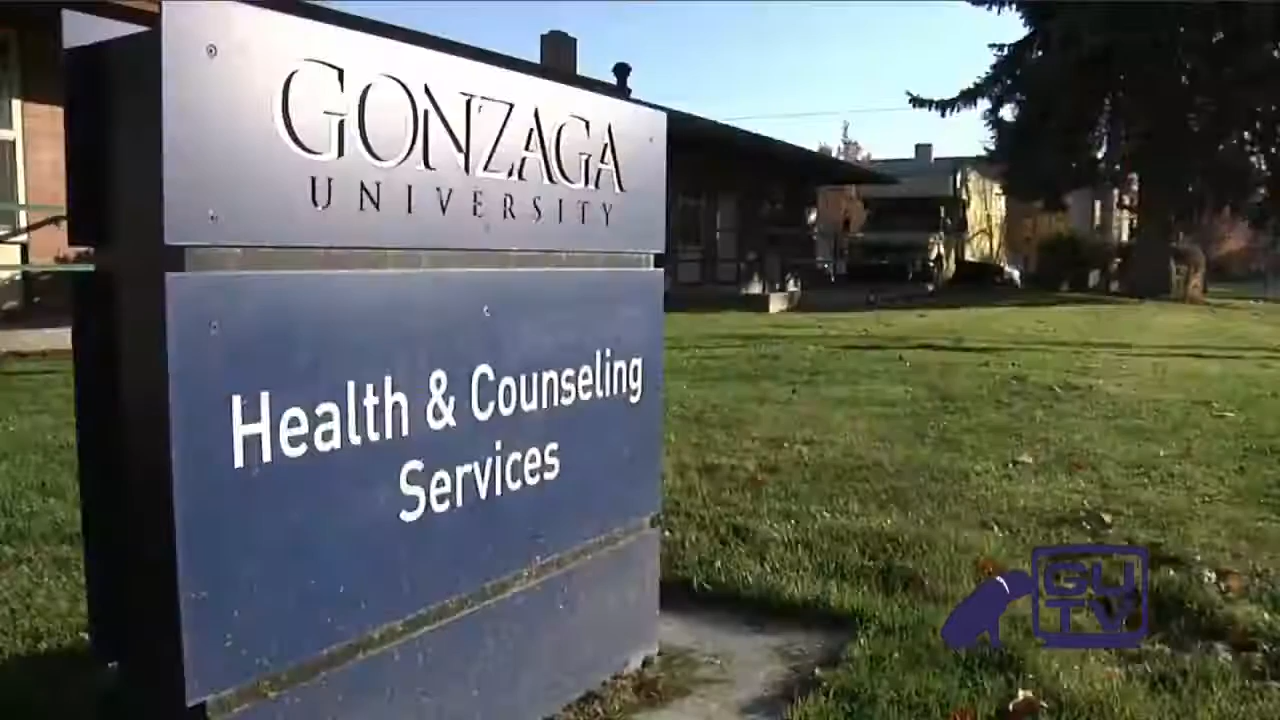 GONZAGA
UNIVERSITY
Health & Counseling
Services
GU
TV